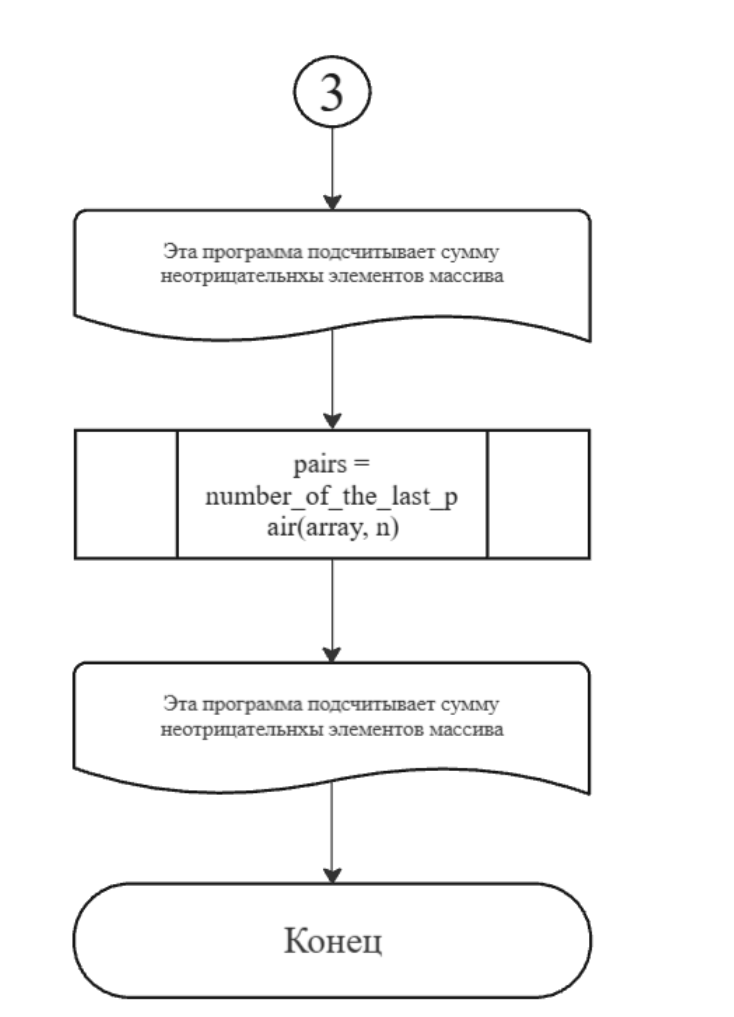 3
Эта программа подсчитывает сумму
неотрицательнхы элементов массива
pairs =
number_of_the_last_p
air(array, n)
Эта программа подсчитывает сумму
неотрицательнхы элементов массива
Конец